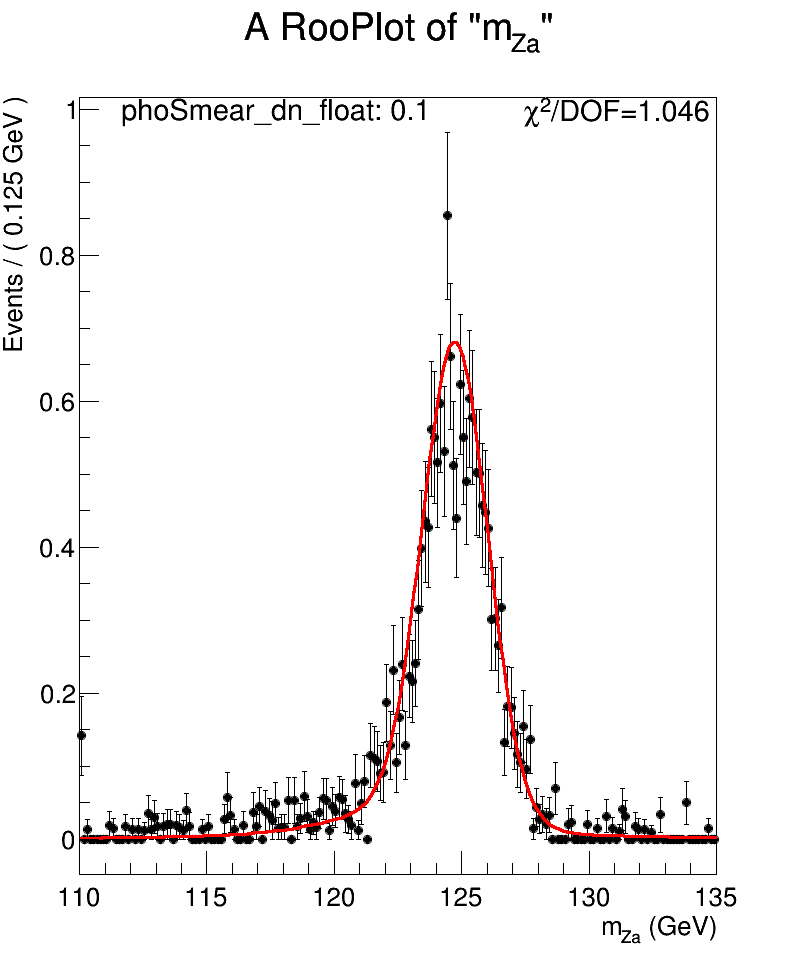 A RooPlot of "m_Za"
phoSmear_dn_float: 0.1
χ²/DOF=1.046
Events / ( 0.125 GeV )
1
0.8
0.6
0.4
0.2
0
110 115 120 125 130 135
m_Za (GeV)